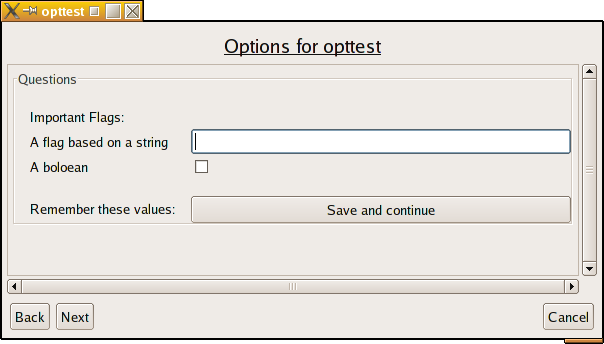 opttest
Options for opttest
Questions
Important Flags:
A flag based on a string
A boloean
Remember these values: Save and continue
Back Next Cancel